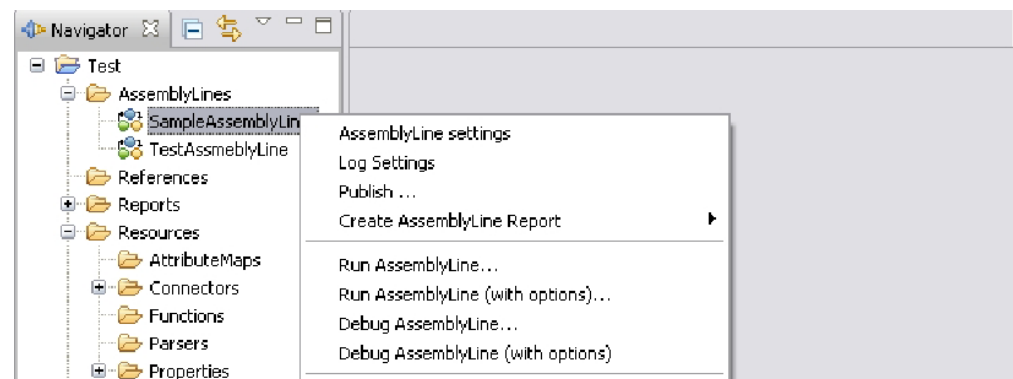 Navigator
Test
AssemblyLines
SampleAssemblyLin
TestAssmeblyLine
References
Reports
Resources
AttributeMaps
Connectors
Functions
Parsers
Properties
AssemblyLine settings
Log Settings
Publish ...
Create AssemblyLine Report
Run AssemblyLine...
Run AssemblyLine (with options)...
Debug AssemblyLine...
Debug AssemblyLine (with options)